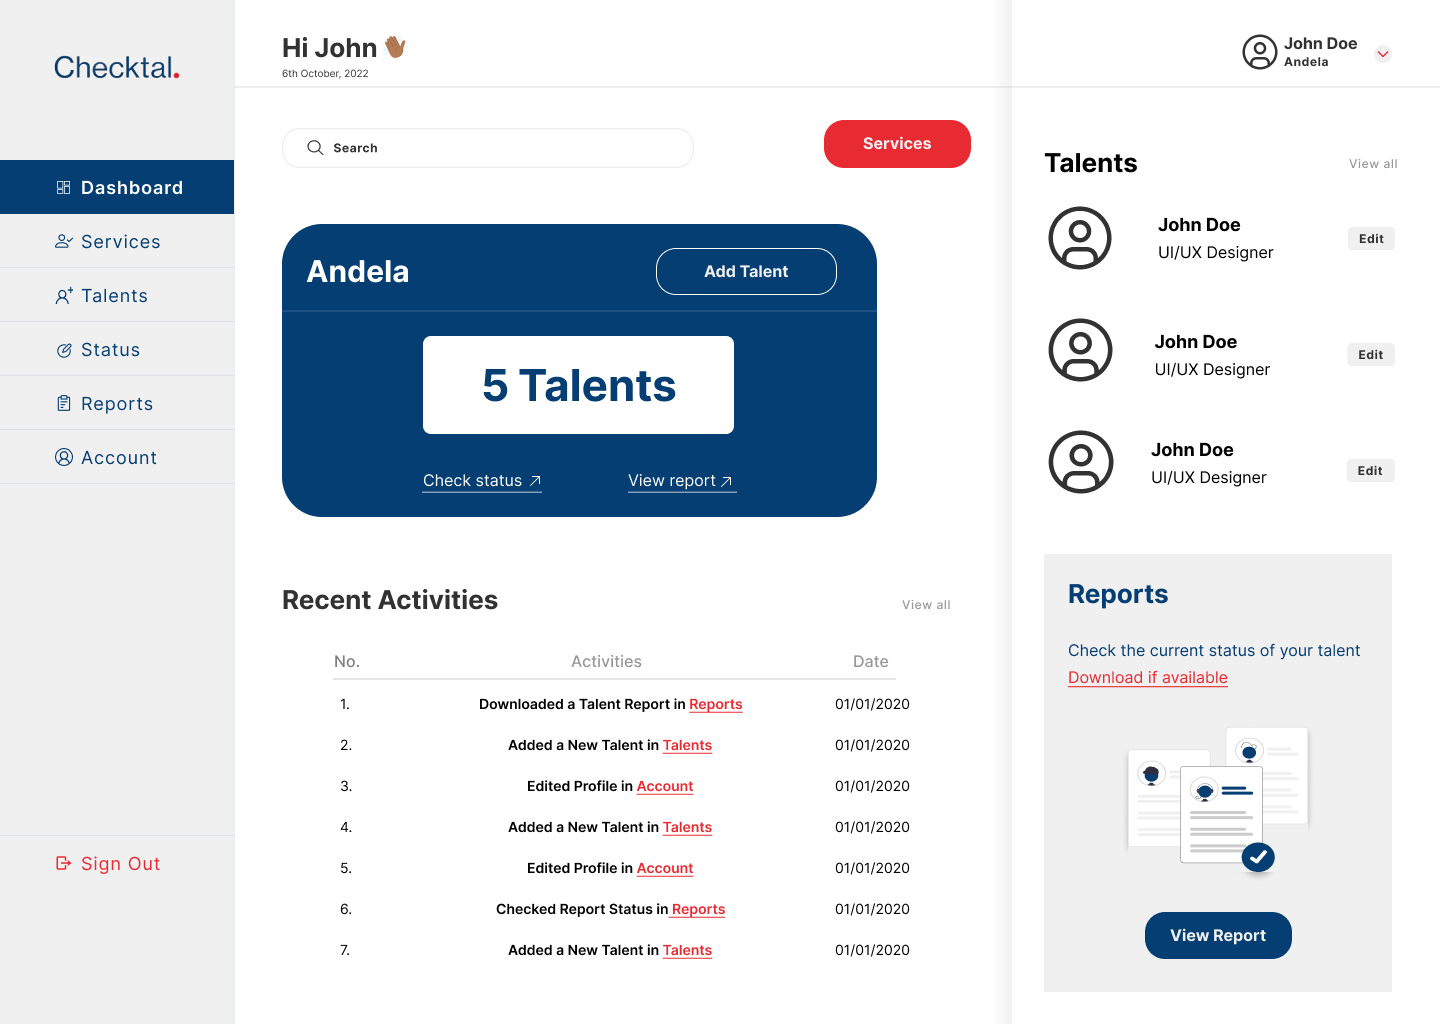 Checktal.
Dashboard
Services
Talents
Status
Reports
Account
Sign Out
Hi John
6th October, 2022
John Doe
Andela
Search
Services
Andela
Add Talent
5 Talents
Check status
View report
Recent Activities
View all
No. Activities Date
1. Downloaded a Talent Report in Reports 01/01/2020
2. Added a New Talent in Talents 01/01/2020
3. Edited Profile in Account 01/01/2020
4. Added a New Talent in Talents 01/01/2020
5. Edited Profile in Account 01/01/2020
6. Checked Report Status in Reports 01/01/2020
7. Added a New Talent in Talents 01/01/2020
Talents
View all
John Doe
UI/UX Designer
Edit
John Doe
UI/UX Designer
Edit
John Doe
UI/UX Designer
Edit
Reports
Check the current status of your talent
Download if available
View Report